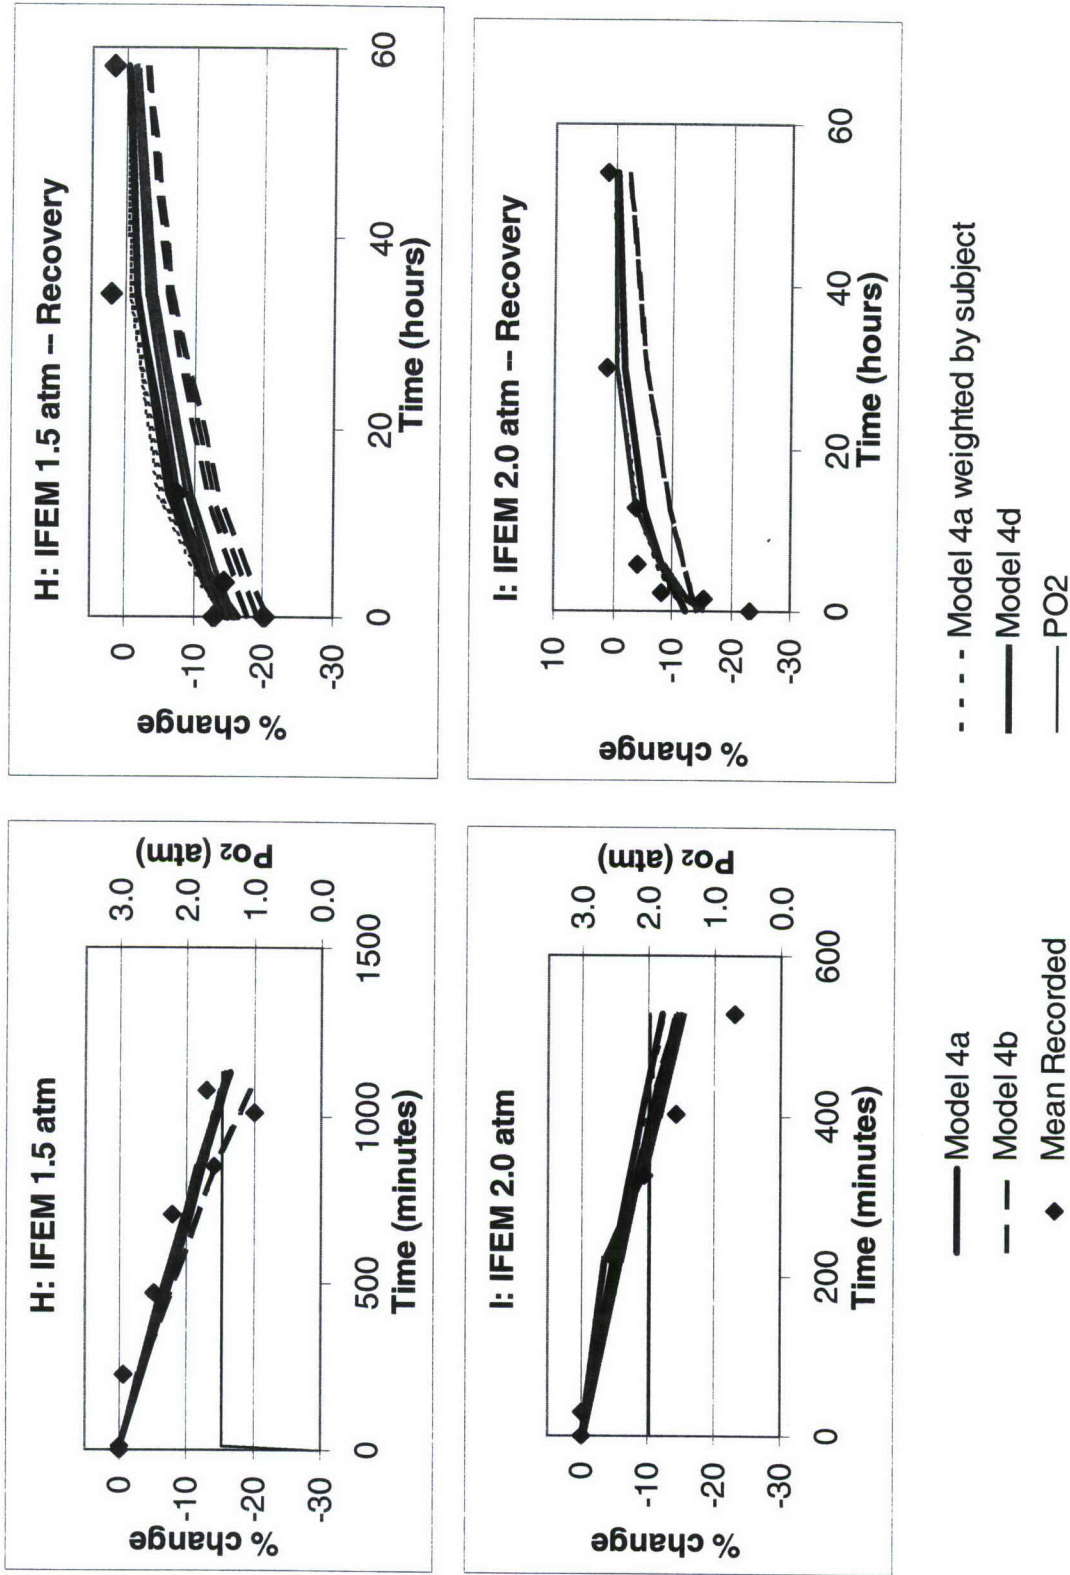 H: IFEM 1.5 atm
% change
0
-10
-20
-30
3.0
2.0
1.0
0.0
Po2 (atm)
0
500
1000
1500
Time (minutes)
H: IFEM 1.5 atm -- Recovery
% change
0
-10
-20
-30
0
20
40
60
Time (hours)
I: IFEM 2.0 atm
% change
0
-10
-20
-30
3.0
2.0
1.0
0.0
Po2 (atm)
0
200
400
600
Time (minutes)
I: IFEM 2.0 atm -- Recovery
% change
10
0
-10
-20
-30
0
20
40
60
Time (hours)
Model 4a
Model 4b
Mean Recorded
Model 4a weighted by subject
Model 4d
PO2